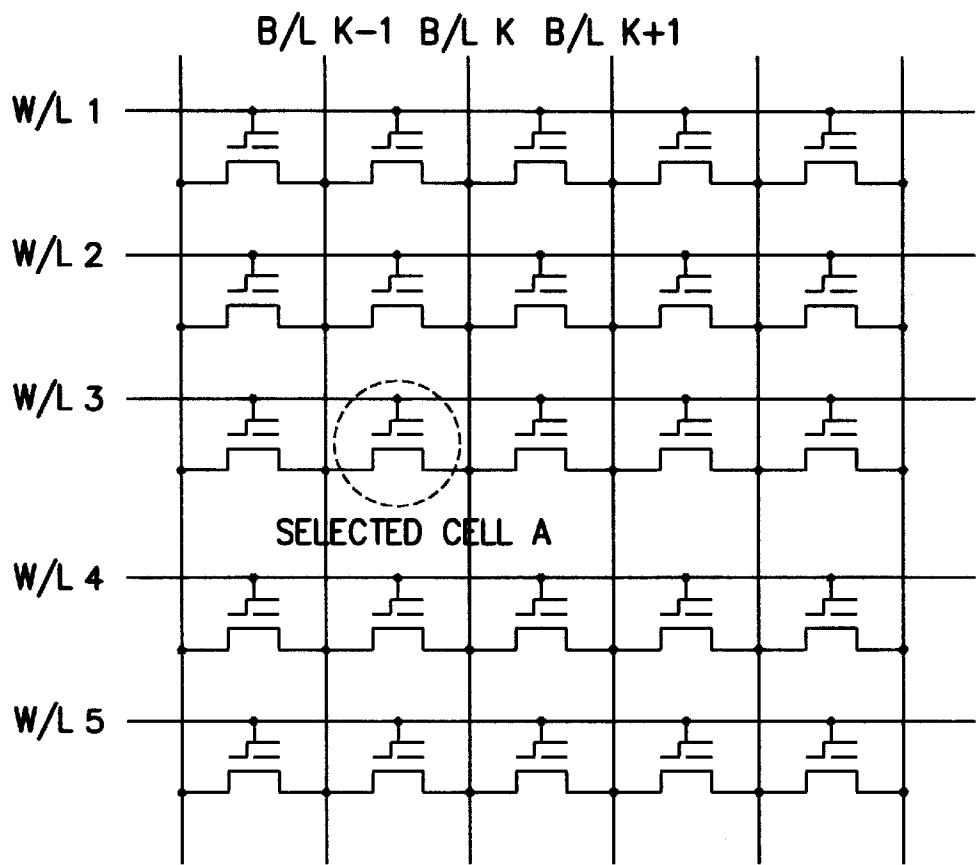 B/L K-1 B/L K B/L K+1
W/L 1
W/L 2
W/L 3
SELECTED CELL A
W/L 4
W/L 5